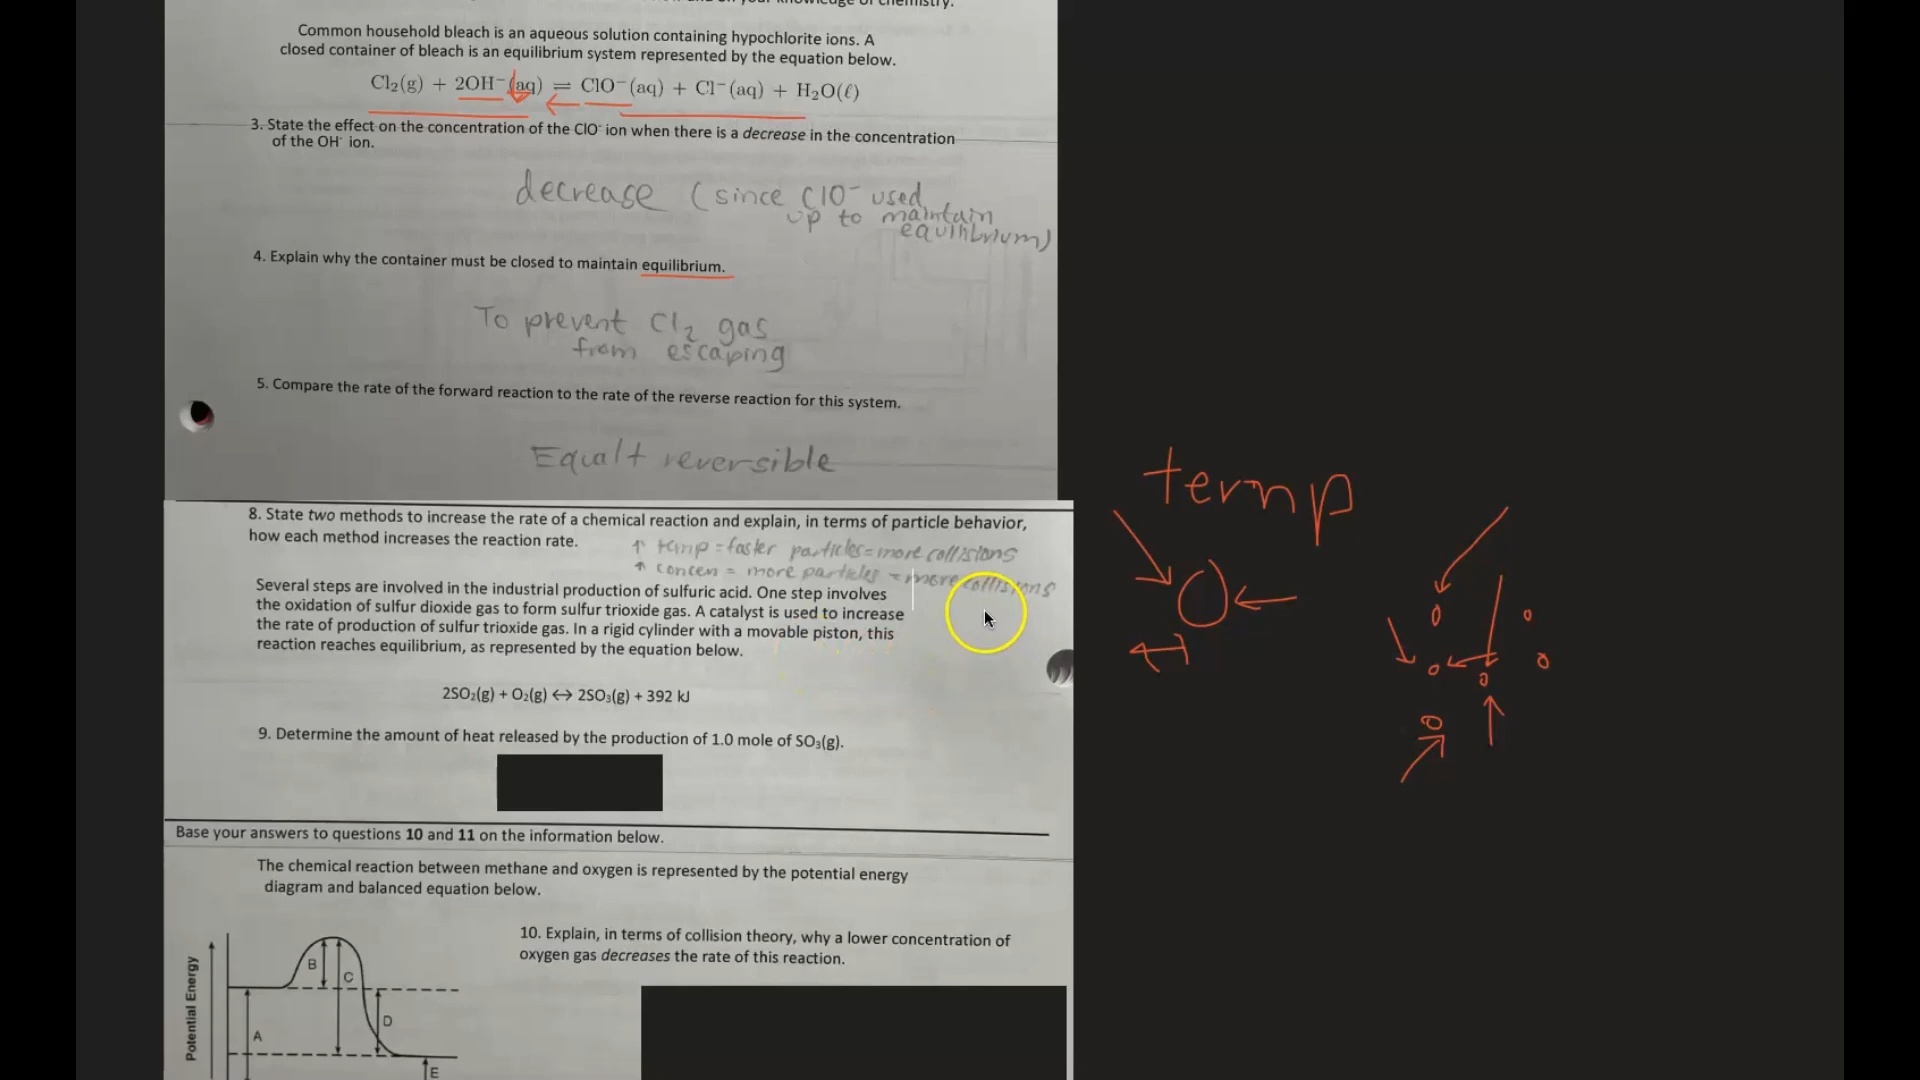 Common household bleach is an aqueous solution containing hypochlorite ions. A
closed container of bleach is an equilibrium system represented by the equation below.
Cl₂(g) + 2OH⁻(aq) ⇌ ClO⁻(aq) + Cl⁻(aq) + H₂O(ℓ)
3. State the effect on the concentration of the ClO⁻ ion when there is a decrease in the concentration
of the OH⁻ ion.
decrease (since ClO⁻ used
up to maintain
equilibrium)
4. Explain why the container must be closed to maintain equilibrium.
To prevent Cl₂ gas
from escaping
5. Compare the rate of the forward reaction to the rate of the reverse reaction for this system.
Equal + reversible
temp
8. State two methods to increase the rate of a chemical reaction and explain, in terms of particle behavior,
how each method increases the reaction rate.
↑ temp = faster particles = more collisions
↑ concen = more particles = more collisions
Several steps are involved in the industrial production of sulfuric acid. One step involves
the oxidation of sulfur dioxide gas to form sulfur trioxide gas. A catalyst is used to increase
the rate of production of sulfur trioxide gas. In a rigid cylinder with a movable piston, this
reaction reaches equilibrium, as represented by the equation below.
2SO₂(g) + O₂(g) ↔ 2SO₃(g) + 392 kJ
9. Determine the amount of heat released by the production of 1.0 mole of SO₃(g).
Base your answers to questions 10 and 11 on the information below.
The chemical reaction between methane and oxygen is represented by the potential energy
diagram and balanced equation below.
10. Explain, in terms of collision theory, why a lower concentration of
oxygen gas decreases the rate of this reaction.
Potential Energy
B
C
D
A
E